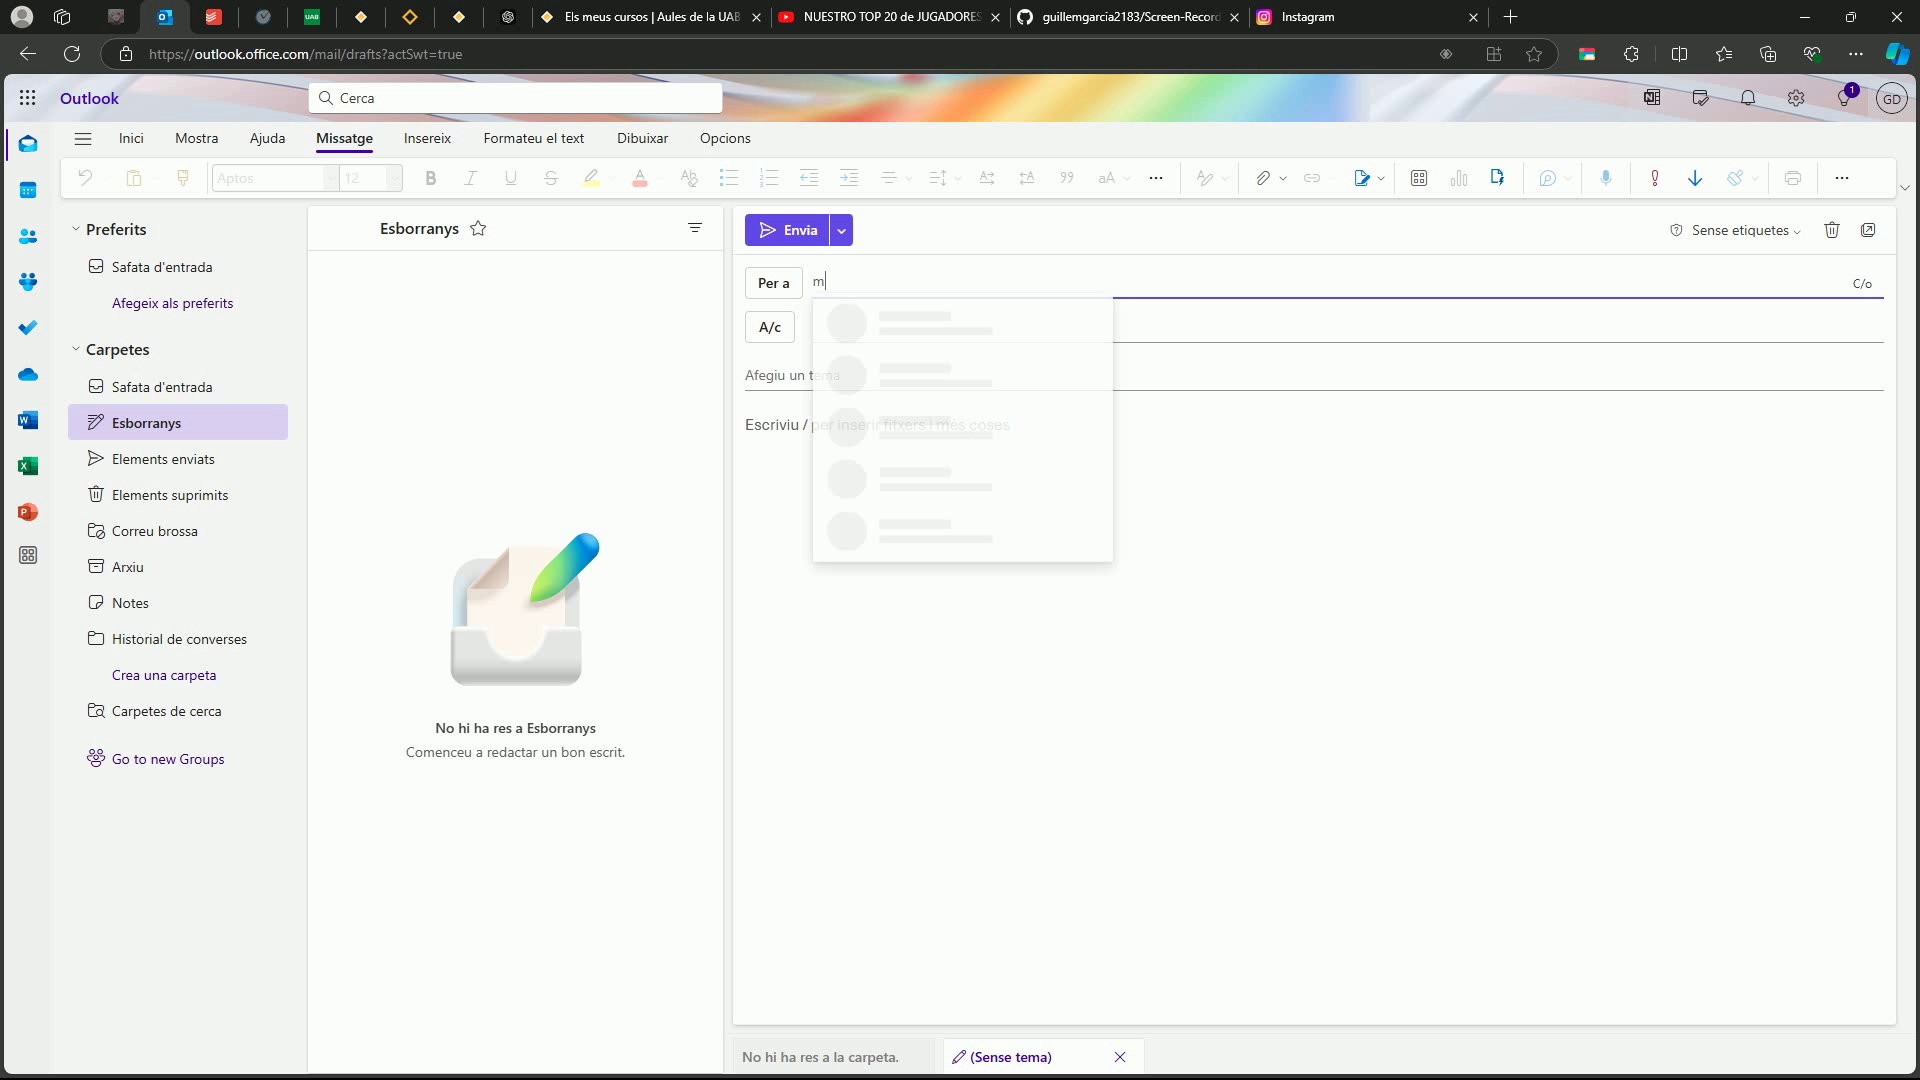 UAB
Els meus cursos | Aules de la UAB
NUESTRO TOP 20 de JUGADORES
guillemgarcia2183/Screen-Record
Instagram
https://outlook.office.com/mail/drafts?actSwt=true
Outlook
Cerca
1
GD
Inici
Mostra
Ajuda
Missatge
Insereix
Formateu el text
Dibuixar
Opcions
Aptos
12
Preferits
Safata d'entrada
Afegeix als preferits
Carpetes
Safata d'entrada
Esborranys
Elements enviats
Elements suprimits
Correu brossa
Arxiu
Notes
Historial de converses
Crea una carpeta
Carpetes de cerca
Go to new Groups
Esborranys
No hi ha res a Esborranys
Comenceu a redactar un bon escrit.
Envia
Sense etiquetes
Per a
m
C/o
A/c
Afegiu un tema
Escriviu / per inserir fitxers i més coses
No hi ha res a la carpeta.
(Sense tema)